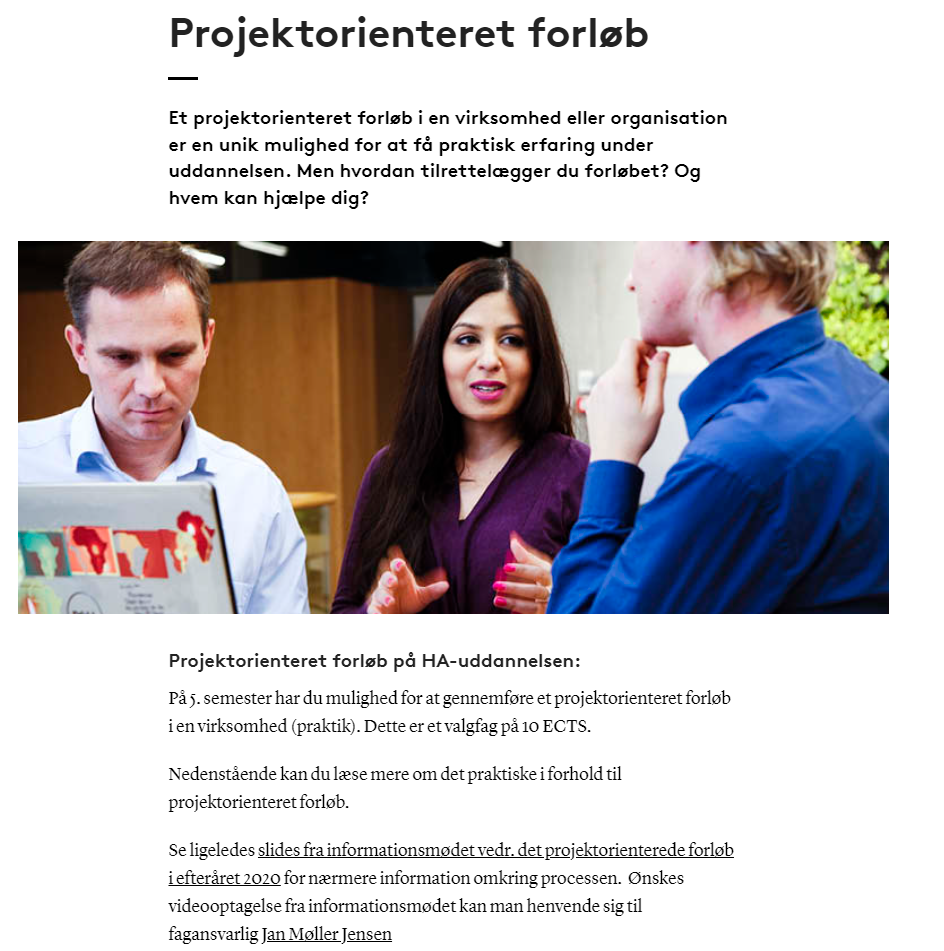 Projektorienteret forløb
Et projektorienteret forløb i en virksomhed eller organisation
er en unik mulighed for at få praktisk erfaring under
uddannelsen. Men hvordan tilrettelægger du forløbet? Og
hvem kan hjælpe dig?
Projektorienteret forløb på HA-uddannelsen:
På 5. semester har du mulighed for at gennemføre et projektorienteret forløb
i en virksomhed (praktik). Dette er et valgfag på 10 ECTS.
Nedenstående kan du læse mere om det praktiske i forhold til
projektorienteret forløb.
Se ligeledes slides fra informationsmødet vedr. det projektorienterede forløb
i efteråret 2020 for nærmere information omkring processen.  Ønskes
videooptagelse fra informationsmødet kan man henvende sig til
fagansvarlig Jan Møller Jensen